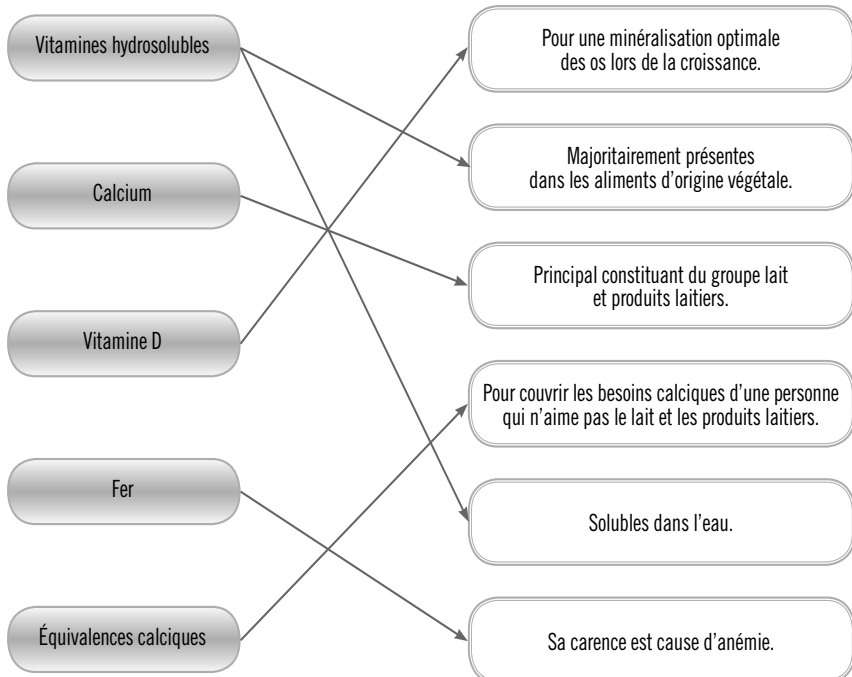 Vitamines hydrosolubles
Pour une minéralisation optimale
des os lors de la croissance.
Majoritairement présentes
dans les aliments d’origine végétale.
Calcium
Principal constituant du groupe lait
et produits laitiers.
Vitamine D
Pour couvrir les besoins calciques d’une personne
qui n’aime pas le lait et les produits laitiers.
Fer
Solubles dans l’eau.
Équivalences calciques
Sa carence est cause d’anémie.